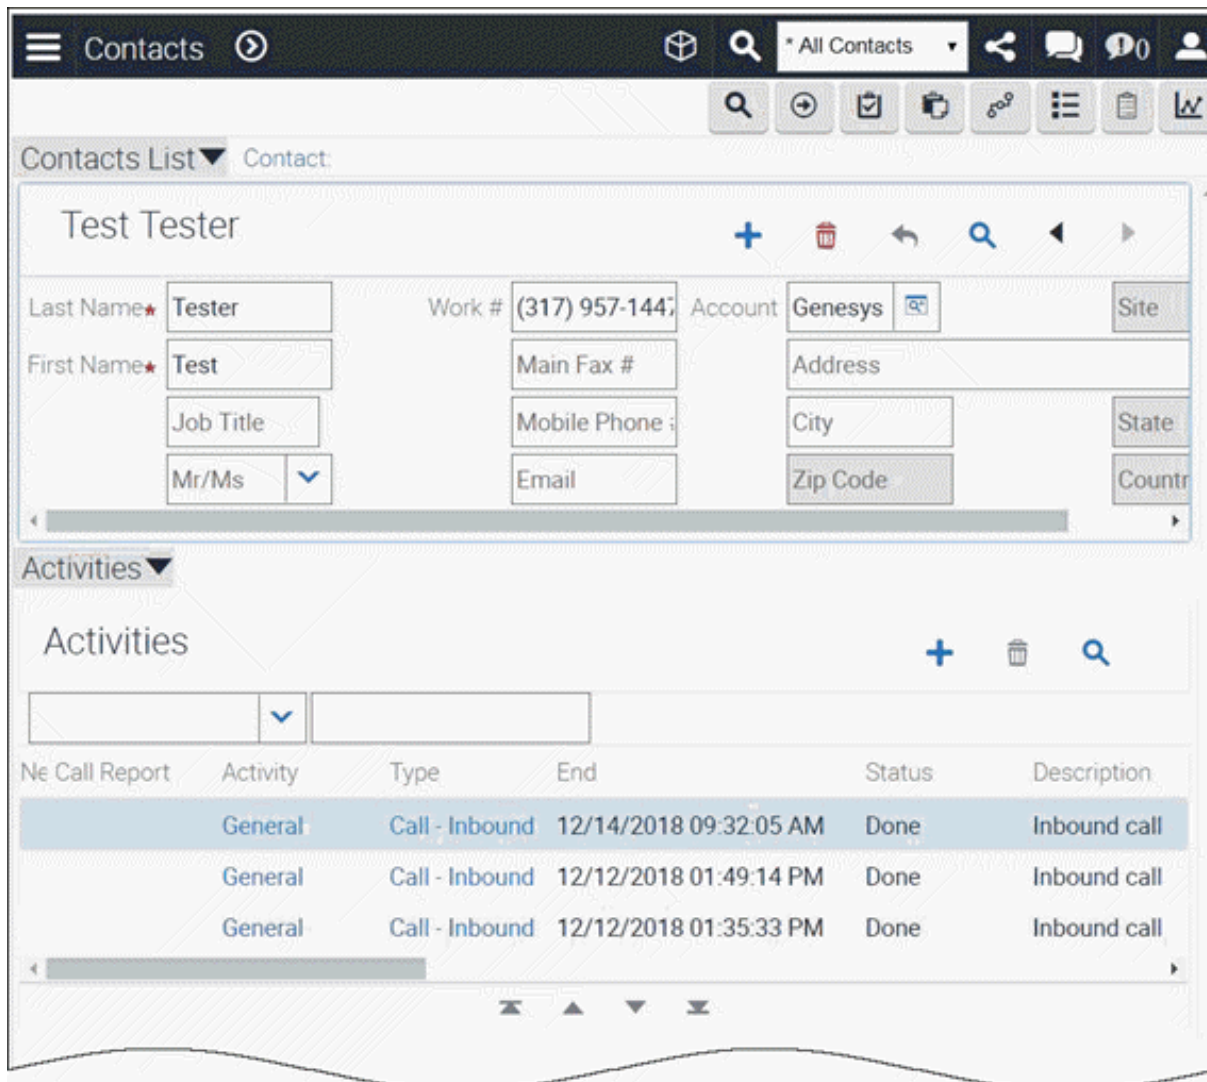 Contacts * All Contacts 0
Contacts List Contact:
Test Tester
Last Name* Tester Work # (317) 957-1447 Account Genesys Site
First Name* Test Main Fax # Address
Job Title Mobile Phone City State
Mr/Ms Email Zip Code Countr
Activities
Activities
Ne Call Report Activity Type End Status Description
General Call - Inbound 12/14/2018 09:32:05 AM Done Inbound call
General Call - Inbound 12/12/2018 01:49:14 PM Done Inbound call
General Call - Inbound 12/12/2018 01:35:33 PM Done Inbound call